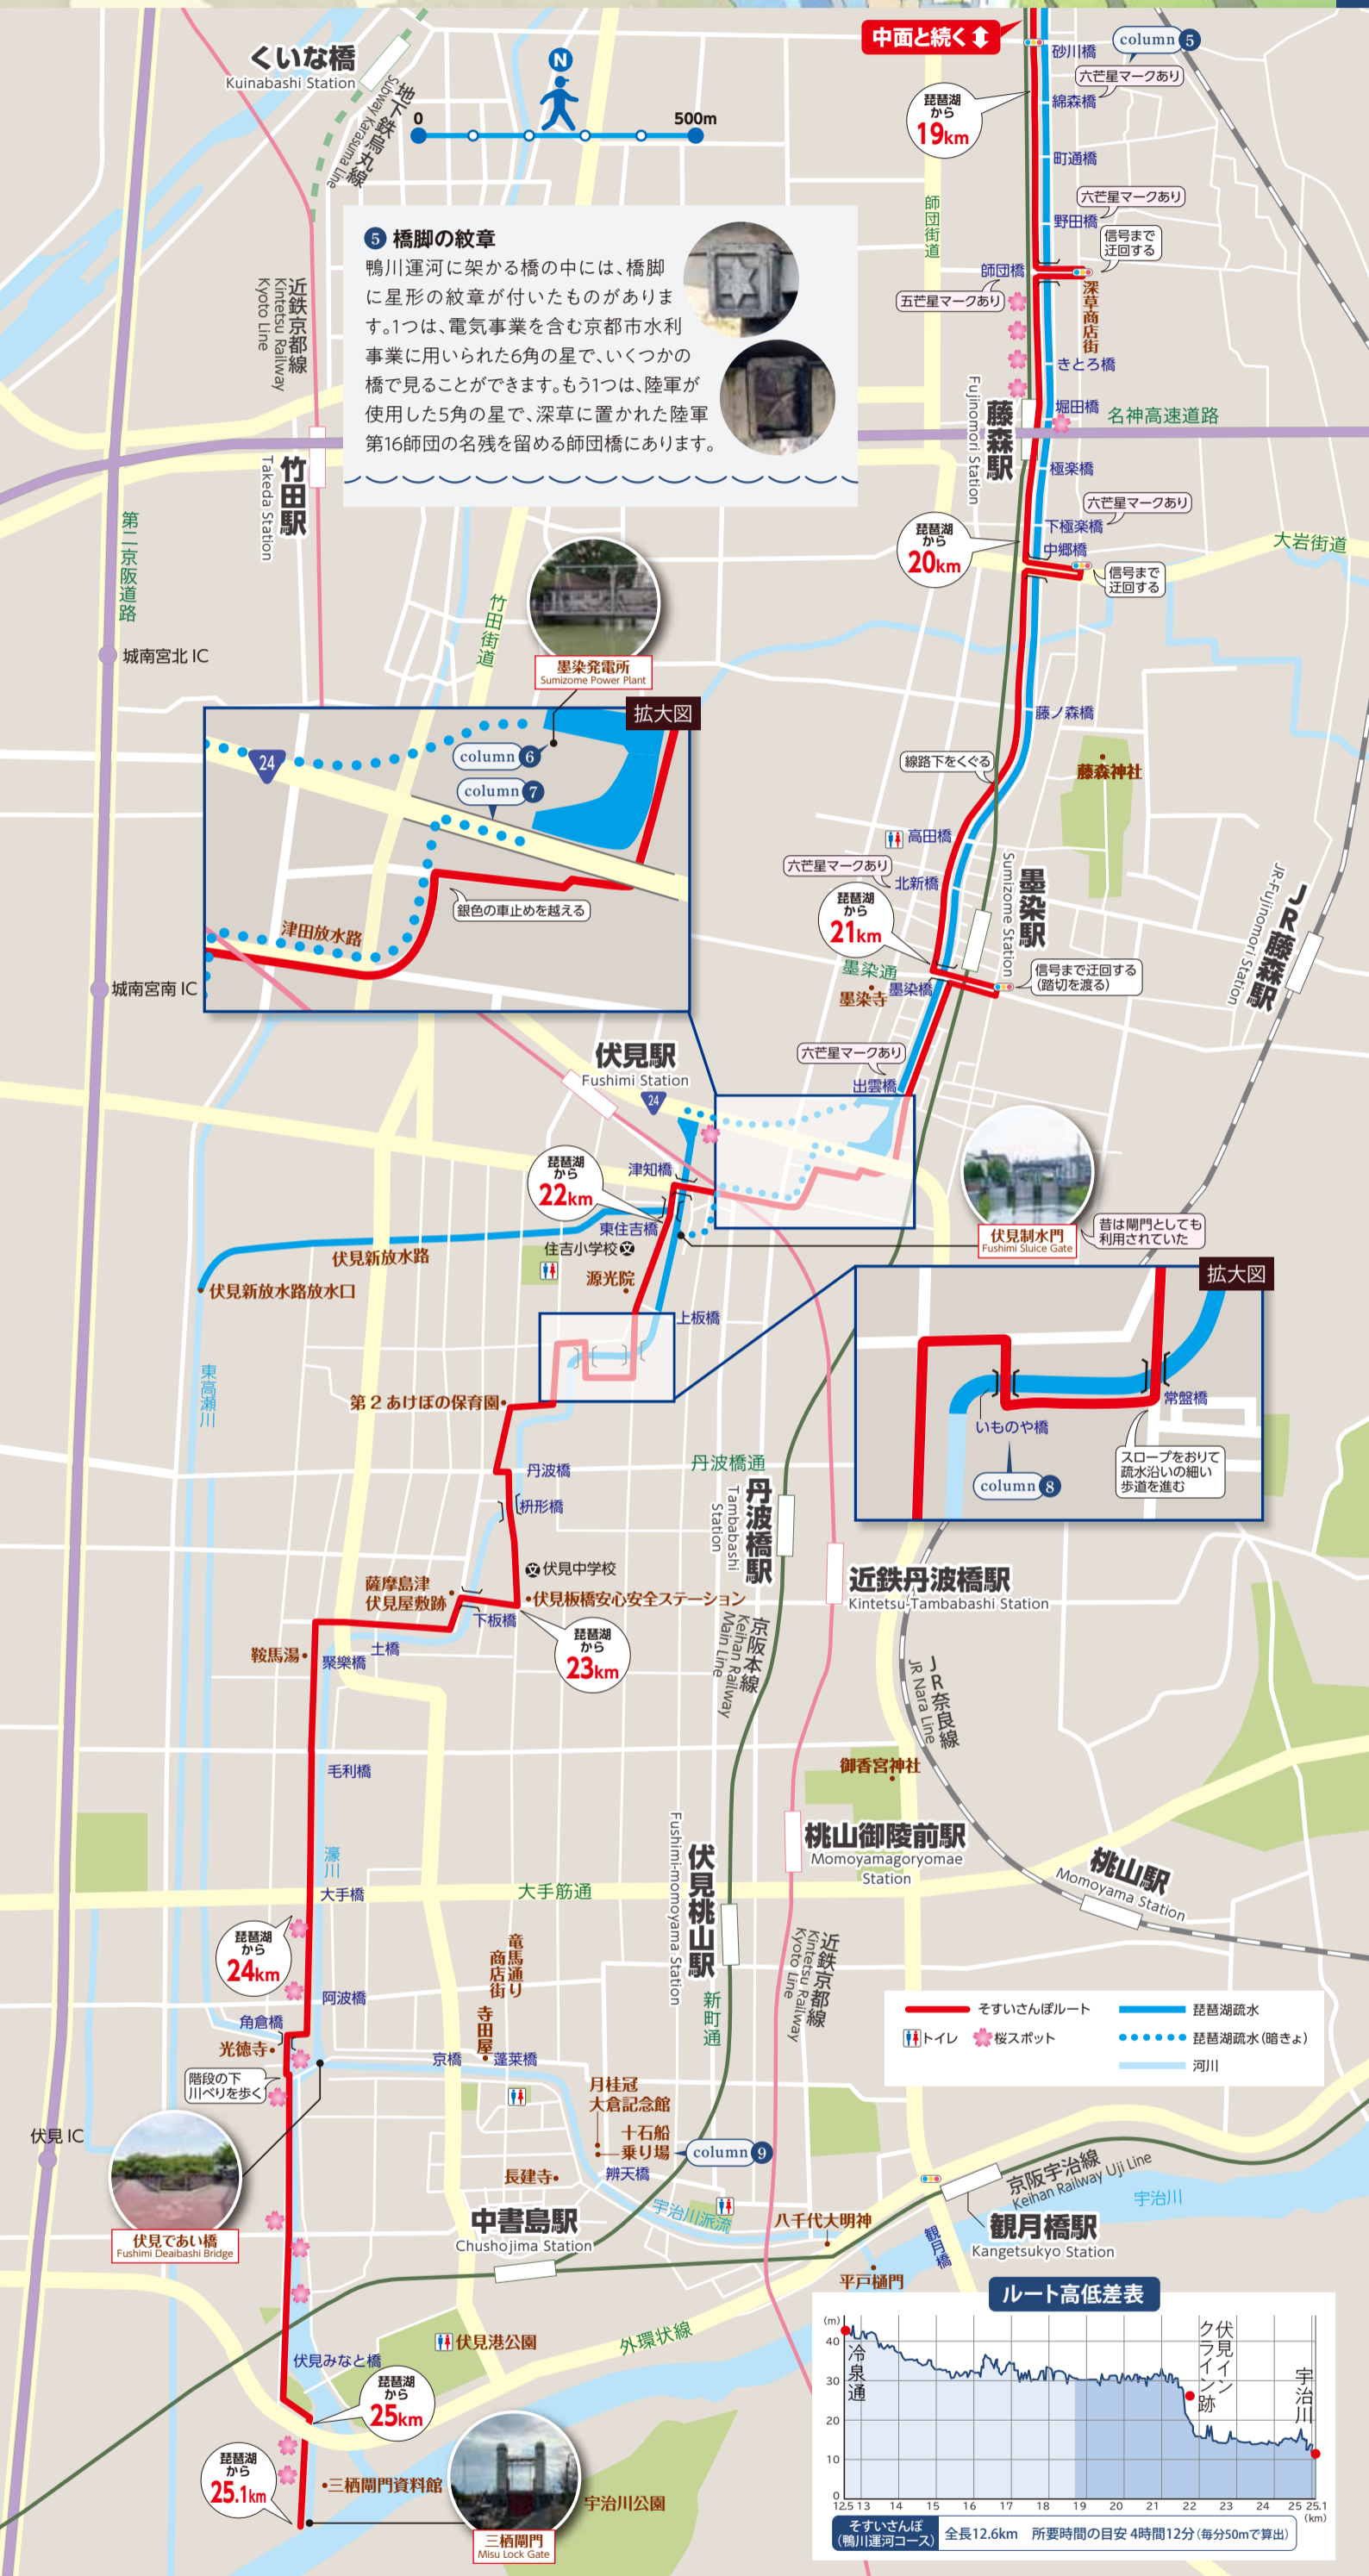 中面と続く
column 5
砂川橋
六芒星マークあり
綿森橋
琵琶湖
から
19km
町通橋
くいな橋
Kuinabashi Station
地下鉄烏丸線
Subway Karasuma Line
N
0
500m
師団街道
六芒星マークあり
野田橋
信号まで
迂回する
師団橋
五芒星マークあり
深草商店街
5 橋脚の紋章
鴨川運河に架かる橋の中には、橋脚
に星形の紋章が付いたものがありま
す。1つは、電気事業を含む京都市水利
事業に用いられた6角の星で、いくつかの
橋で見ることができます。もう1つは、陸軍が
使用した5角の星で、深草に置かれた陸軍
第16師団の名残を留める師団橋にあります。
近鉄京都線
Kintetsu Railway
Kyoto Line
きとろ橋
堀田橋
名神高速道路
藤森駅
Fujinomori Station
極楽橋
竹田駅
Takeda Station
六芒星マークあり
下極楽橋
中郷橋
琵琶湖
から
20km
大岩街道
信号まで
迂回する
第二京阪道路
竹田街道
墨染発電所
Sumizome Power Plant
城南宮北 IC
拡大図
24
column 6
column 7
銀色の車止めを越える
津田放水路
藤ノ森橋
線路下をくぐる
藤森神社
高田橋
六芒星マークあり
北新橋
琵琶湖
から
21km
墨染駅
Sumizome Station
JR藤森駅
JR-Fujinomori Station
墨染通
墨染寺
墨染橋
信号まで迂回する
(踏切を渡る)
城南宮南 IC
六芒星マークあり
出雲橋
伏見駅
Fushimi Station
24
琵琶湖
から
22km
津知橋
東住吉橋
住吉小学校
源光院
伏見制水門
Fushimi Sluice Gate
昔は閘門としても
利用されていた
伏見新放水路
伏見新放水路放水口
上板橋
拡大図
常盤橋
いものや橋
column 8
スロープをおりて
疏水沿いの細い
歩道を進む
東高瀬川
第2あけぼの保育園
丹波橋
丹波橋通
枡形橋
丹波橋駅
Tambabashi
Station
伏見中学校
近鉄丹波橋駅
Kintetsu-Tambabashi Station
薩摩島津
伏見屋敷跡
伏見板橋安心安全ステーション
下板橋
琵琶湖
から
23km
京阪本線
Keihan Railway
Main Line
土橋
鞍馬湯
聚樂橋
JR奈良線
JR Nara Line
毛利橋
御香宮神社
濠川
桃山御陵前駅
Momoyamagoryomae
Station
伏見桃山駅
Fushimi-momoyama Station
桃山駅
Momoyama Station
大手橋
大手筋通
琵琶湖
から
24km
竜馬通り
商店街
近鉄京都線
Kintetsu Railway
Kyoto Line
阿波橋
新町通
角倉橋
光徳寺
寺田屋
京橋
蓬莱橋
階段の下
川べりを歩く
そすいさんぽルート
琵琶湖疏水
トイレ
桜スポット
琵琶湖疏水(暗きょ)
河川
月桂冠
大倉記念館
十石船
乗り場
column 9
伏見 IC
長建寺
辨天橋
伏見であい橋
Fushimi Deaibashi Bridge
中書島駅
Chushojima Station
宇治川派流
八千代大明神
京阪宇治線
Keihan Railway Uji Line
宇治川
観月橋駅
Kangetsukyo Station
観月橋
平戸樋門
伏見港公園
外環状線
伏見みなと橋
琵琶湖
から
25km
琵琶湖
から
25.1km
三栖閘門資料館
宇治川公園
三栖閘門
Misu Lock Gate
ルート高低差表
(m)
40
30
20
10
0
冷泉通
伏見イン
クライン跡
宇治川
12.5 13 14 15 16 17 18 19 20 21 22 23 24 25 25.1
(km)
そすいさんぽ
(鴨川運河コース)
全長12.6km 所要時間の目安 4時間12分(毎分50mで算出)